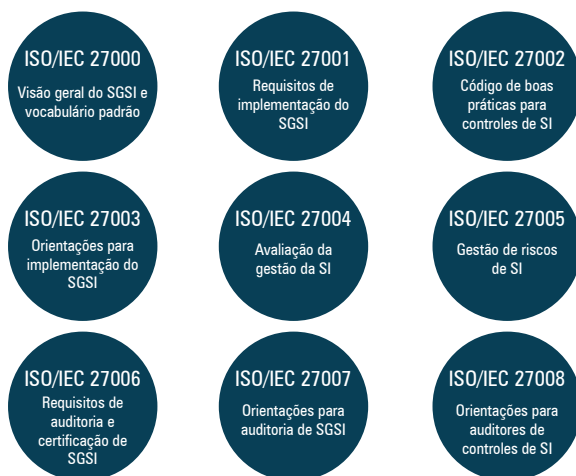 ISO/IEC 27000
Visão geral do SGSI e
vocabulário padrão
ISO/IEC 27001
Requisitos de
implementação do
SGSI
ISO/IEC 27002
Código de boas
práticas para
controles de SI
ISO/IEC 27003
Orientações para
implementação do
SGSI
ISO/IEC 27004
Avaliação da
gestão da SI
ISO/IEC 27005
Gestão de riscos
de SI
ISO/IEC 27006
Requisitos de
auditoria e
certificação de
SGSI
ISO/IEC 27007
Orientações para
auditoria de SGSI
ISO/IEC 27008
Orientações para
auditores de
controles de SI